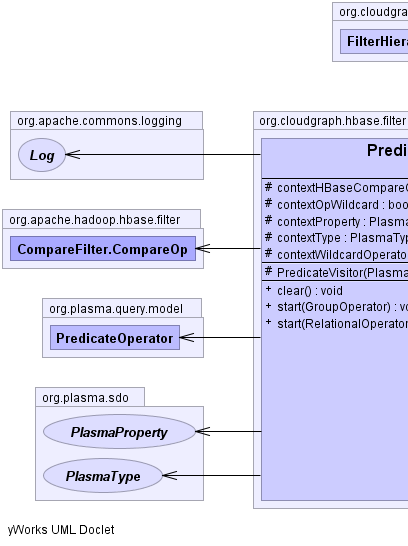 org.cloudgra
FilterHiera
org.apache.commons.logging
Log
org.cloudgraph.hbase.filter
Predi
# contextHBaseCompareO
# contextOpWildcard : boo
# contextProperty : Plasma
# contextType : PlasmaTyp
# contextWildcardOperato
# PredicateVisitor(Plasma
+ clear() : void
+ start(GroupOperator) : vo
+ start(RelationalOperator
org.apache.hadoop.hbase.filter
CompareFilter.CompareOp
org.plasma.query.model
PredicateOperator
org.plasma.sdo
PlasmaProperty
PlasmaType
yWorks UML Doclet